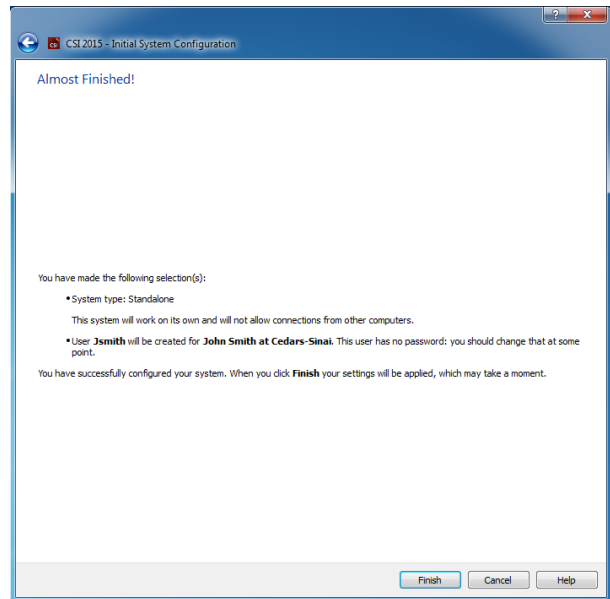 ?
CSI
CSI 2015 - Initial System Configuration
Almost Finished!
You have made the following selection(s):
• System type: Standalone
This system will work on its own and will not allow connections from other computers.
• User Jsmith will be created for John Smith at Cedars-Sinai. This user has no password: you should change that at some
point.
You have successfully configured your system. When you click Finish your settings will be applied, which may take a moment.
Finish Cancel Help